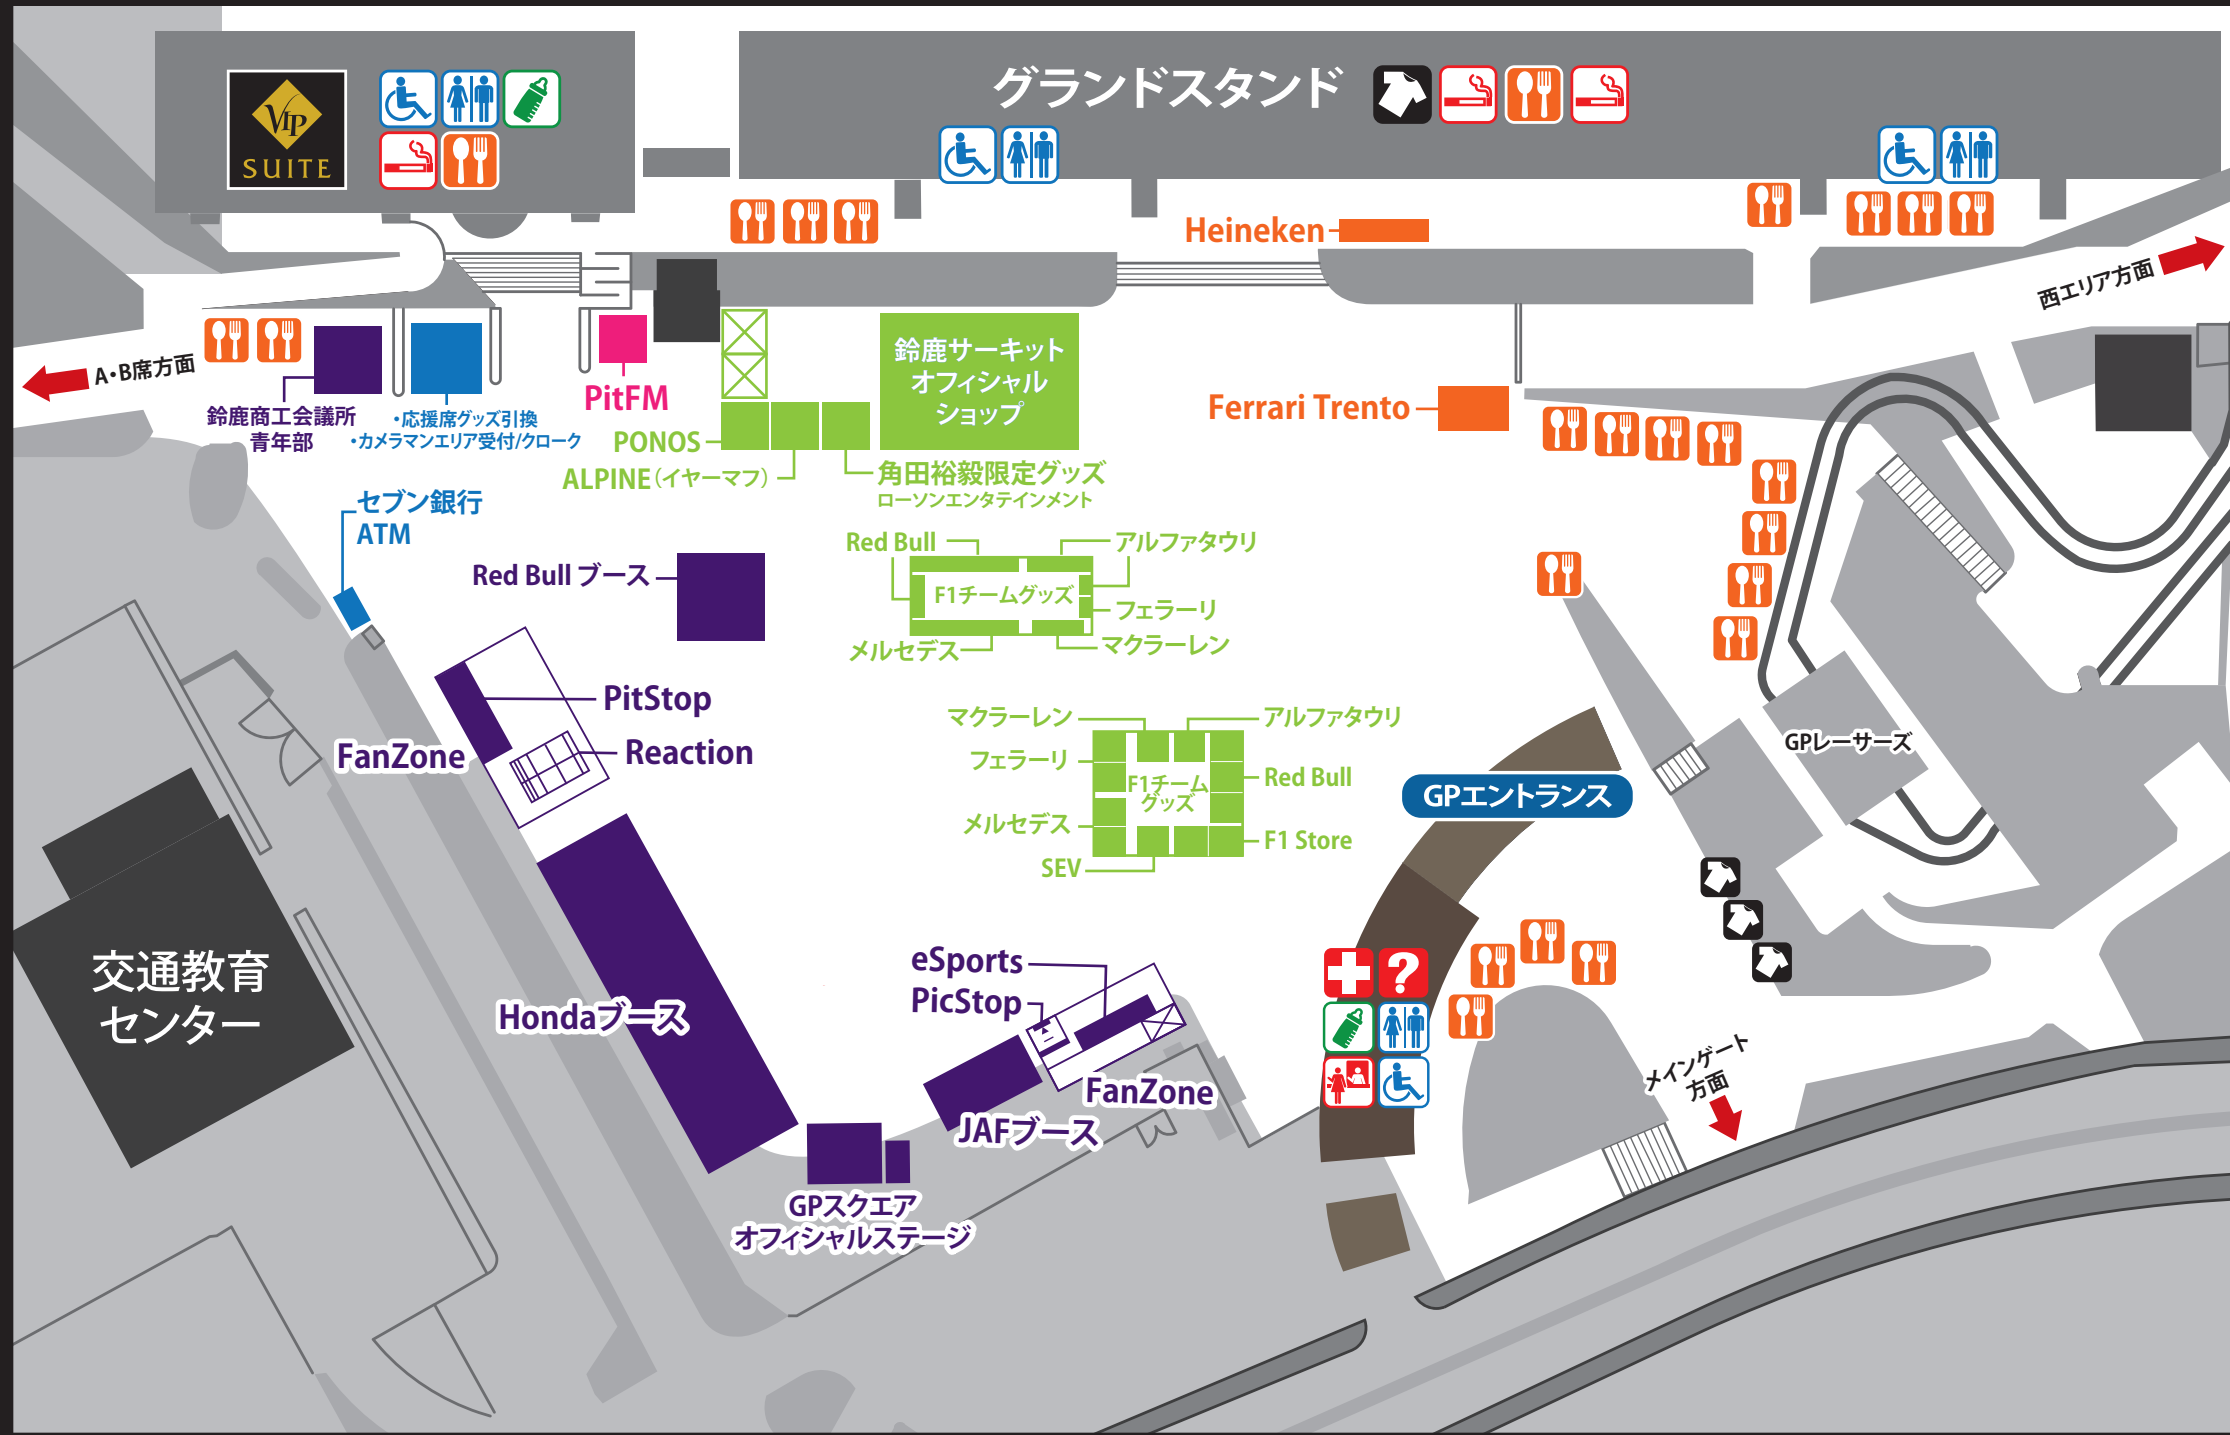 VIP
SUITE
グランドスタンド
Heineken
西エリア方面
A・B席方面
鈴鹿商工会議所
青年部
・応援席グッズ引換
・カメラマンエリア受付/クローク
PitFM
鈴鹿サーキット
オフィシャル
ショップ
Ferrari Trento
PONOS
ALPINE（イヤーマフ）
角田裕毅限定グッズ
ローソンエンタテインメント
セブン銀行
ATM
Red Bull ブース
Red Bull
アルファタウリ
F1チームグッズ
フェラーリ
メルセデス
マクラーレン
PitStop
Reaction
FanZone
マクラーレン
アルファタウリ
フェラーリ
Red Bull
F1チーム
グッズ
メルセデス
F1 Store
SEV
GPレーサーズ
GPエントランス
交通教育
センター
Hondaブース
eSports
PicStop
FanZone
JAFブース
GPスクエア
オフィシャルステージ
?
メインゲート
方面